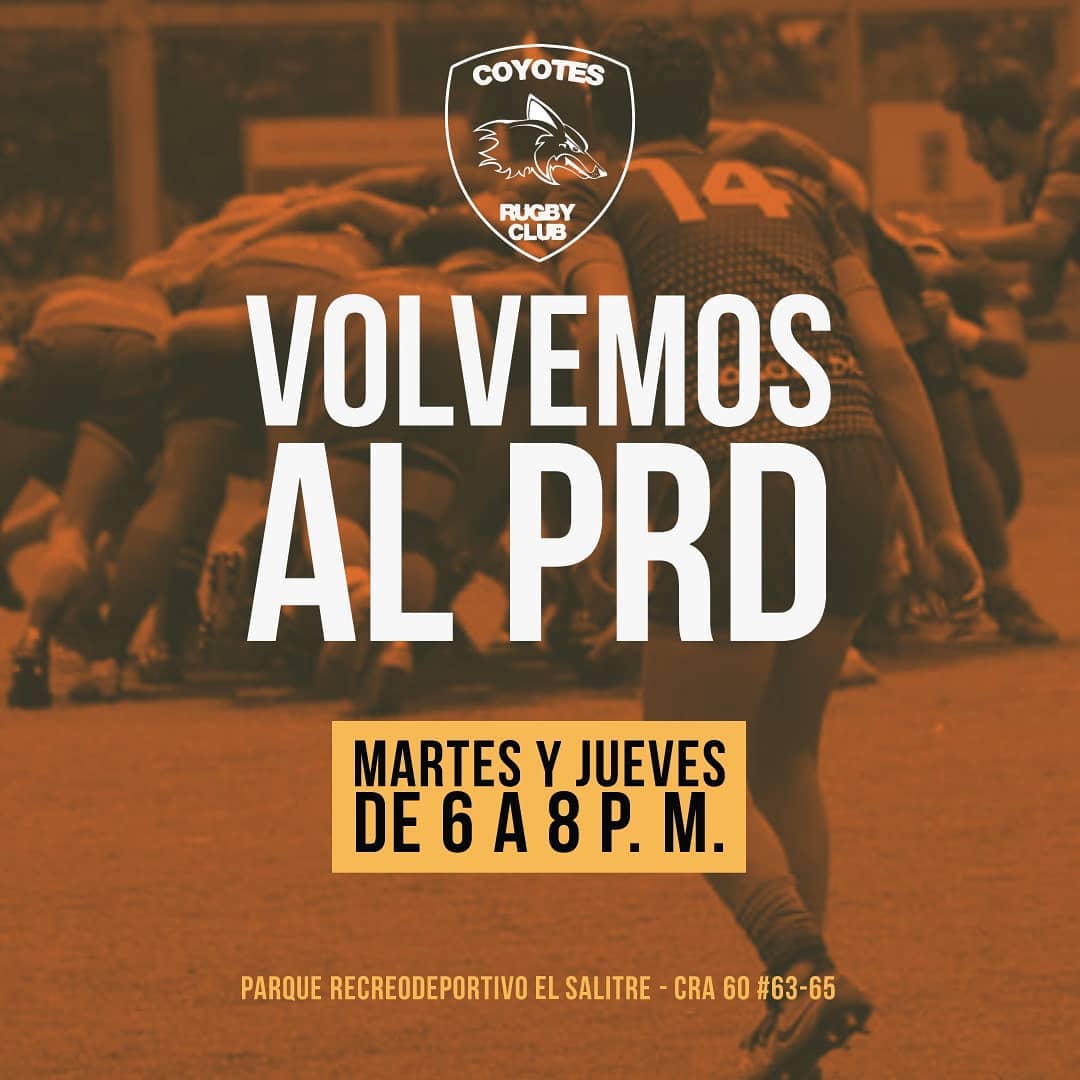 COYOTES
RUGBY
CLUB
14
VOLVEMOS
AL PRD
MARTES Y JUEVES
DE 6 A 8 P. M.
PARQUE RECREODEPORTIVO EL SALITRE - CRA 60 #63-65